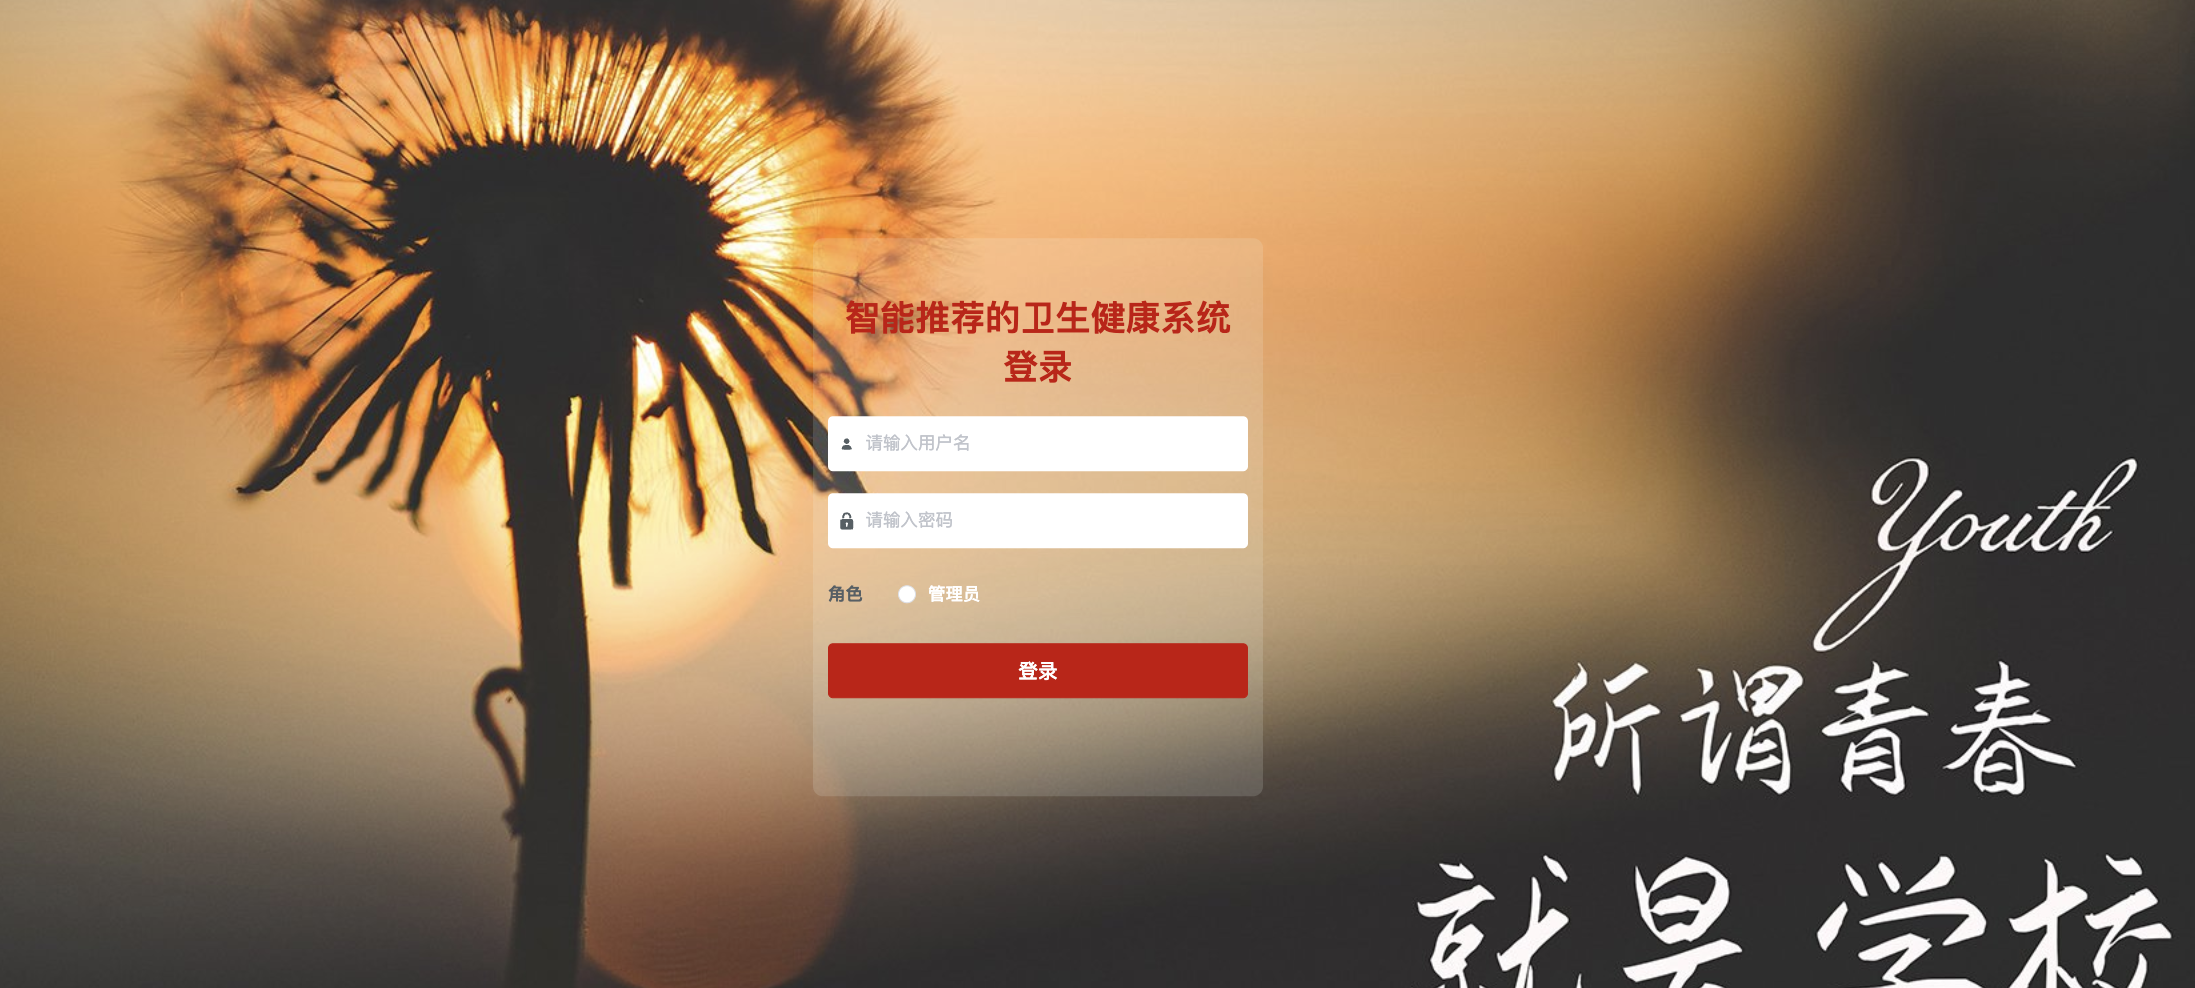 智能推荐的卫生健康系统
登录
请输入用户名
请输入密码
角色 管理员
登录
Youth
所谓青春
就是学校